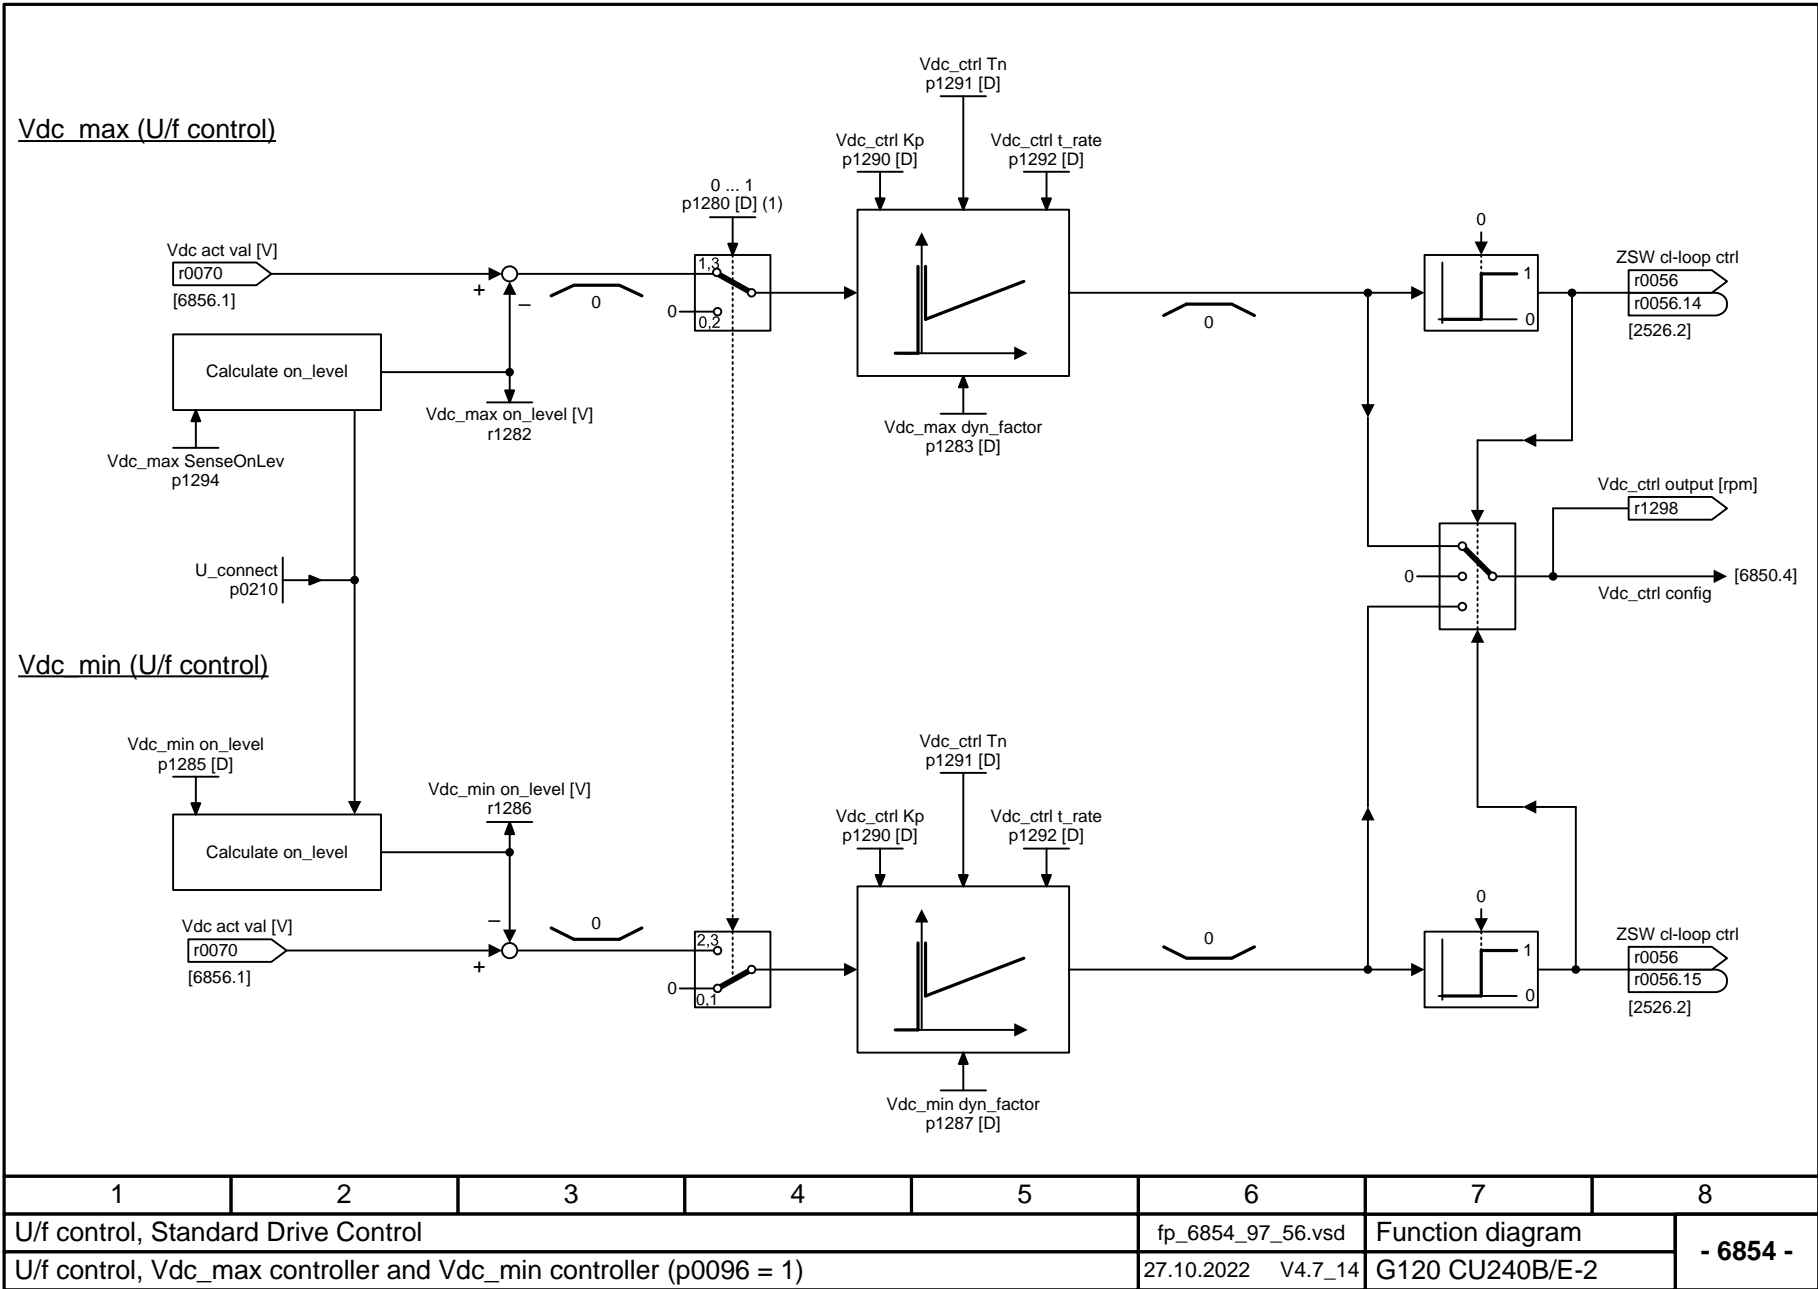 Vdc_max (U/f control)
Vdc_ctrl Tn
p1291 [D]
Vdc_ctrl Kp
p1290 [D]
Vdc_ctrl t_rate
p1292 [D]
0 ... 1
p1280 [D] (1)
Vdc act val [V]
r0070
[6856.1]
+
–
0
1,3
0
0,2
0
0
1
0
ZSW cl-loop ctrl
r0056
r0056.14
[2526.2]
Calculate on_level
Vdc_max on_level [V]
r1282
Vdc_max SenseOnLev
p1294
Vdc_max dyn_factor
p1283 [D]
Vdc_ctrl output [rpm]
r1298
U_connect
p0210
0
[6850.4]
Vdc_ctrl config
Vdc_min (U/f control)
Vdc_min on_level
p1285 [D]
Vdc_min on_level [V]
r1286
Vdc_ctrl Tn
p1291 [D]
Vdc_ctrl Kp
p1290 [D]
Vdc_ctrl t_rate
p1292 [D]
Calculate on_level
Vdc act val [V]
r0070
[6856.1]
+
–
0
2,3
0
0,1
0
0
1
0
ZSW cl-loop ctrl
r0056
r0056.15
[2526.2]
Vdc_min dyn_factor
p1287 [D]
1 2 3 4 5 6 7 8
U/f control, Standard Drive Control
fp_6854_97_56.vsd
Function diagram
- 6854 -
U/f control, Vdc_max controller and Vdc_min controller (p0096 = 1)
27.10.2022 V4.7_14
G120 CU240B/E-2